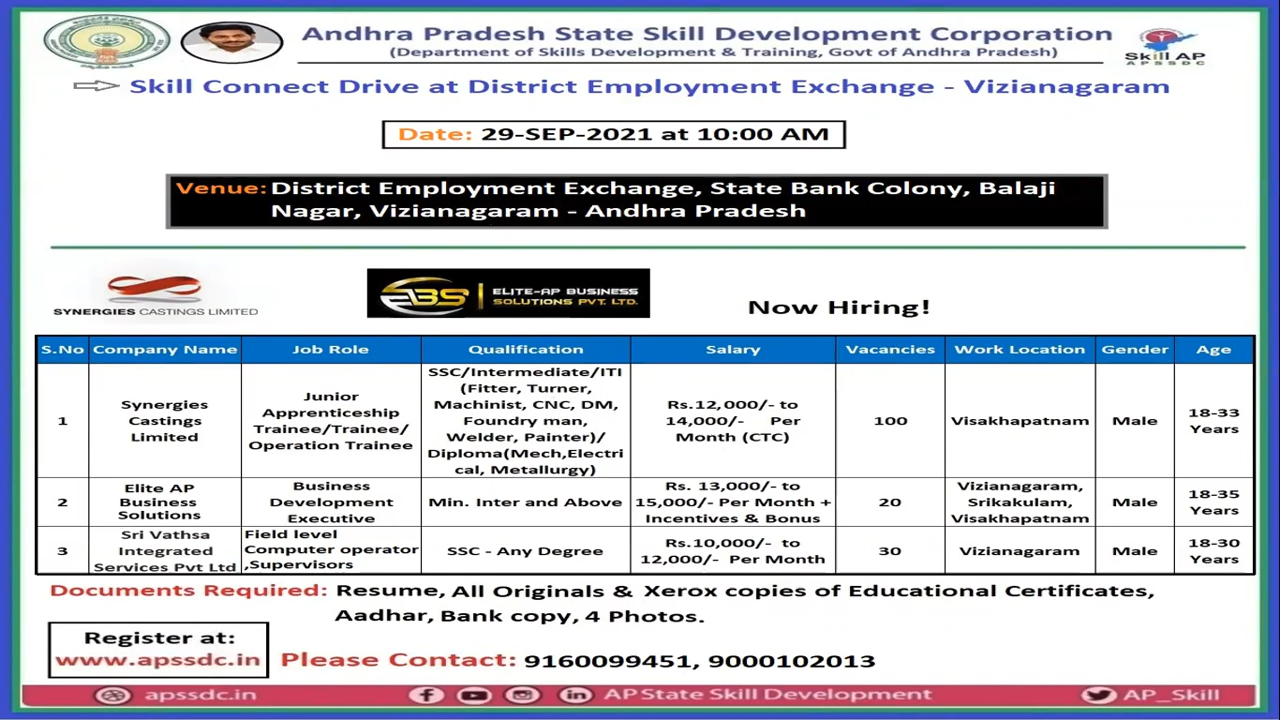 Andhra Pradesh State Skill Development Corporation
(Department of Skills Development & Training, Govt of Andhra Pradesh)
Skill AP
APSSDC
Skill Connect Drive at District Employment Exchange - Vizianagaram
Date: 29-SEP-2021 at 10:00 AM
Venue: District Employment Exchange, State Bank Colony, Balaji
Nagar, Vizianagaram - Andhra Pradesh
SYNERGIES CASTINGS LIMITED
EBS
ELITE-AP BUSINESS
SOLUTIONS PVT. LTD.
Now Hiring!
S.No Company Name Job Role Qualification Salary Vacancies Work Location Gender Age
1
Synergies
Castings
Limited
Junior
Apprenticeship
Trainee/Trainee/
Operation Trainee
SSC/Intermediate/ITI
(Fitter, Turner,
Machinist, CNC, DM,
Foundry man,
Welder, Painter)/
Diploma(Mech,Electri
cal, Metallurgy)
Rs.12,000/- to
14,000/- Per
Month (CTC)
100
Visakhapatnam
Male
18-33
Years
2
Elite AP
Business
Solutions
Business
Development
Executive
Min. Inter and Above
Rs. 13,000/- to
15,000/- Per Month +
Incentives & Bonus
20
Vizianagaram,
Srikakulam,
Visakhapatnam
Male
18-35
Years
3
Sri Vathsa
Integrated
Services Pvt Ltd
Field level
Computer operator
,Supervisors
SSC - Any Degree
Rs.10,000/- to
12,000/- Per Month
30
Vizianagaram
Male
18-30
Years
Documents Required: Resume, All Originals & Xerox copies of Educational Certificates,
Aadhar, Bank copy, 4 Photos.
Register at:
www.apssdc.in
Please Contact: 9160099451, 9000102013
apssdc.in
AP State Skill Development
AP_Skill